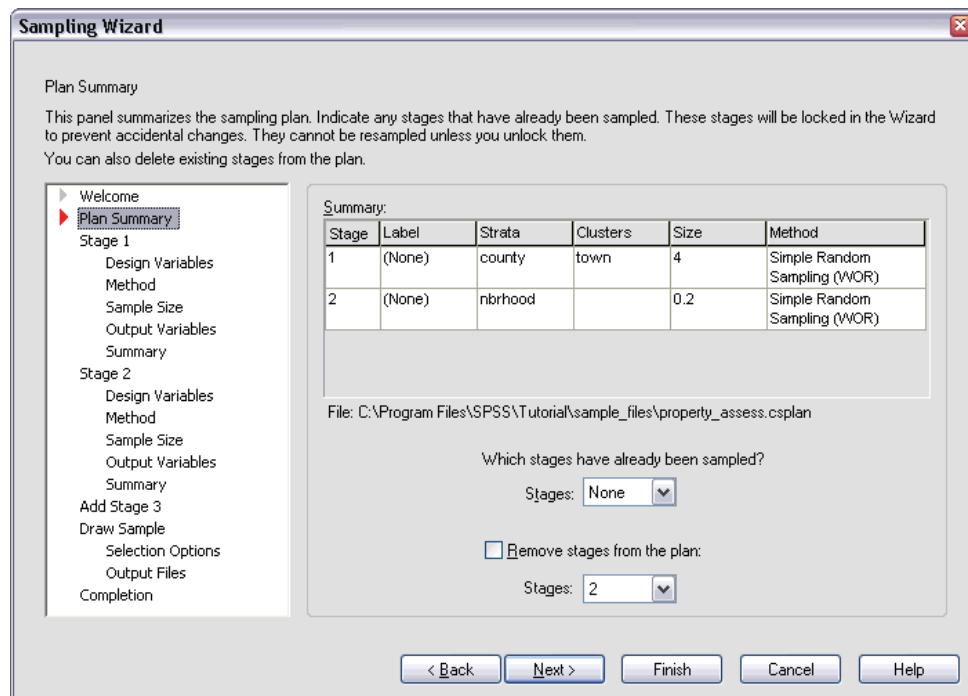 Sampling Wizard
Plan Summary
This panel summarizes the sampling plan. Indicate any stages that have already been sampled. These stages will be locked in the Wizard
to prevent accidental changes. They cannot be resampled unless you unlock them.
You can also delete existing stages from the plan.
Welcome
Plan Summary
Stage 1
Design Variables
Method
Sample Size
Output Variables
Summary
Stage 2
Design Variables
Method
Sample Size
Output Variables
Summary
Add Stage 3
Draw Sample
Selection Options
Output Files
Completion
Summary:
Stage Label Strata Clusters Size Method
1 (None) county town 4 Simple Random
Sampling (WOR)
2 (None) nbrhood 0.2 Simple Random
Sampling (WOR)
File: C:\Program Files\SPSS\Tutorial\sample_files\property_assess.csplan
Which stages have already been sampled?
Stages: None
Remove stages from the plan:
Stages: 2
< Back Next > Finish Cancel Help